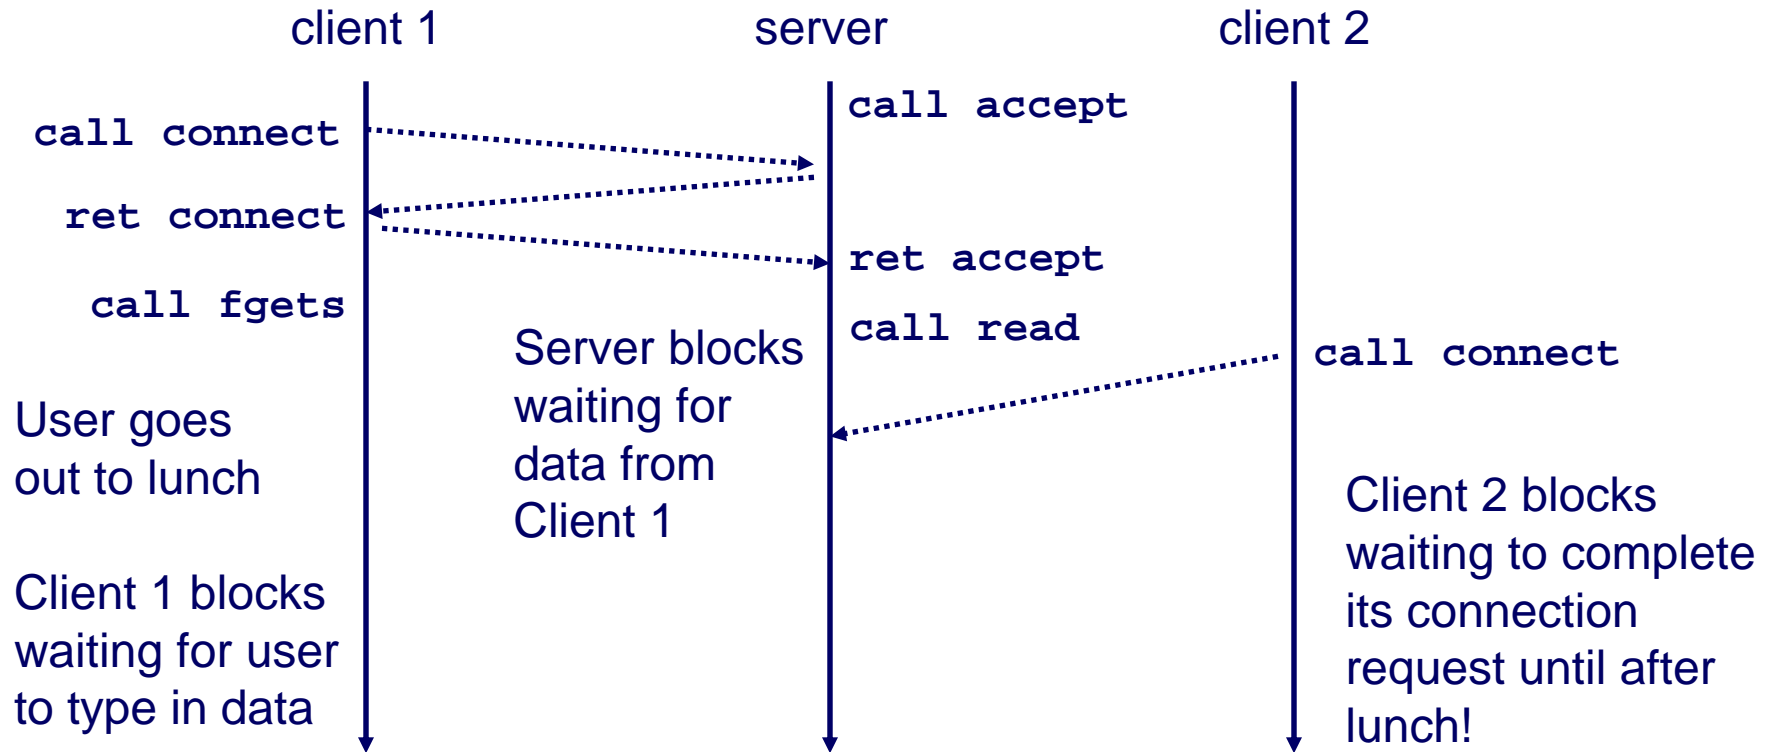 client 1
server
client 2
call connect
ret connect
call fgets
User goes
out to lunch
Client 1 blocks
waiting for user
to type in data
call accept
ret accept
call read
Server blocks
waiting for
data from
Client 1
call connect
Client 2 blocks
waiting to complete
its connection
request until after
lunch!